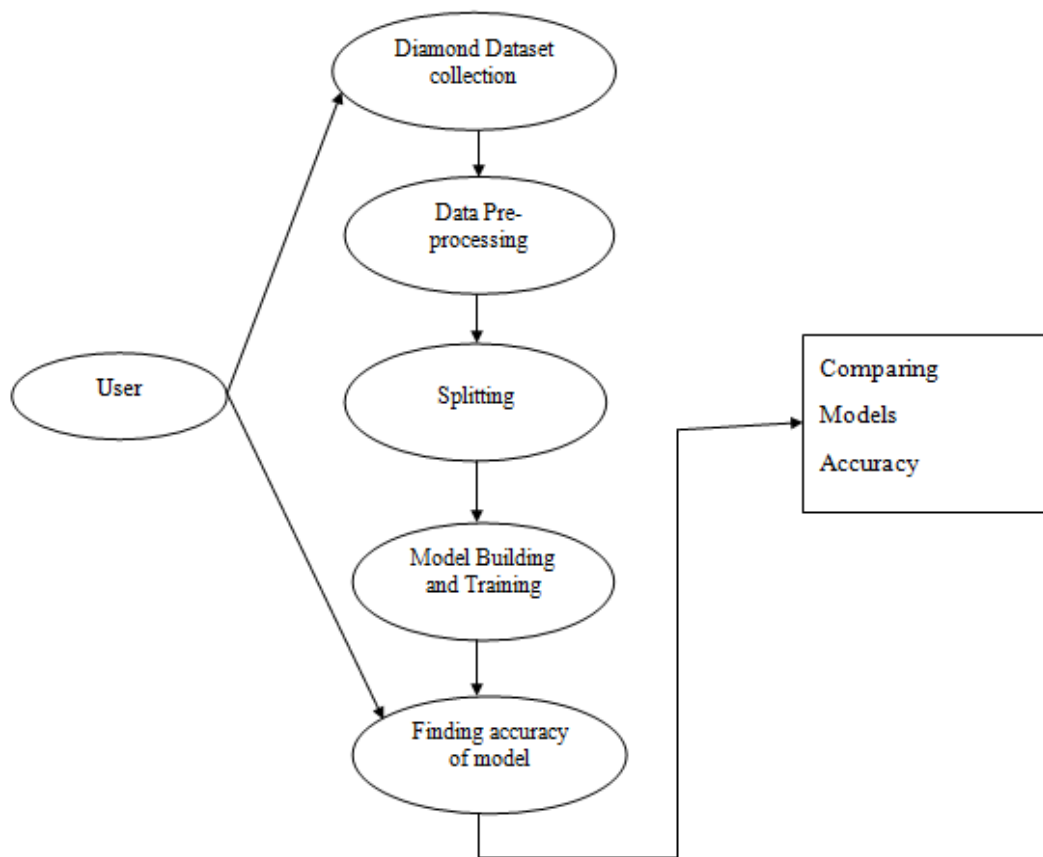 Diamond Dataset
collection
Data Pre-
processing
User
Splitting
Comparing
Models
Accuracy
Model Building
and Training
Finding accuracy
of model